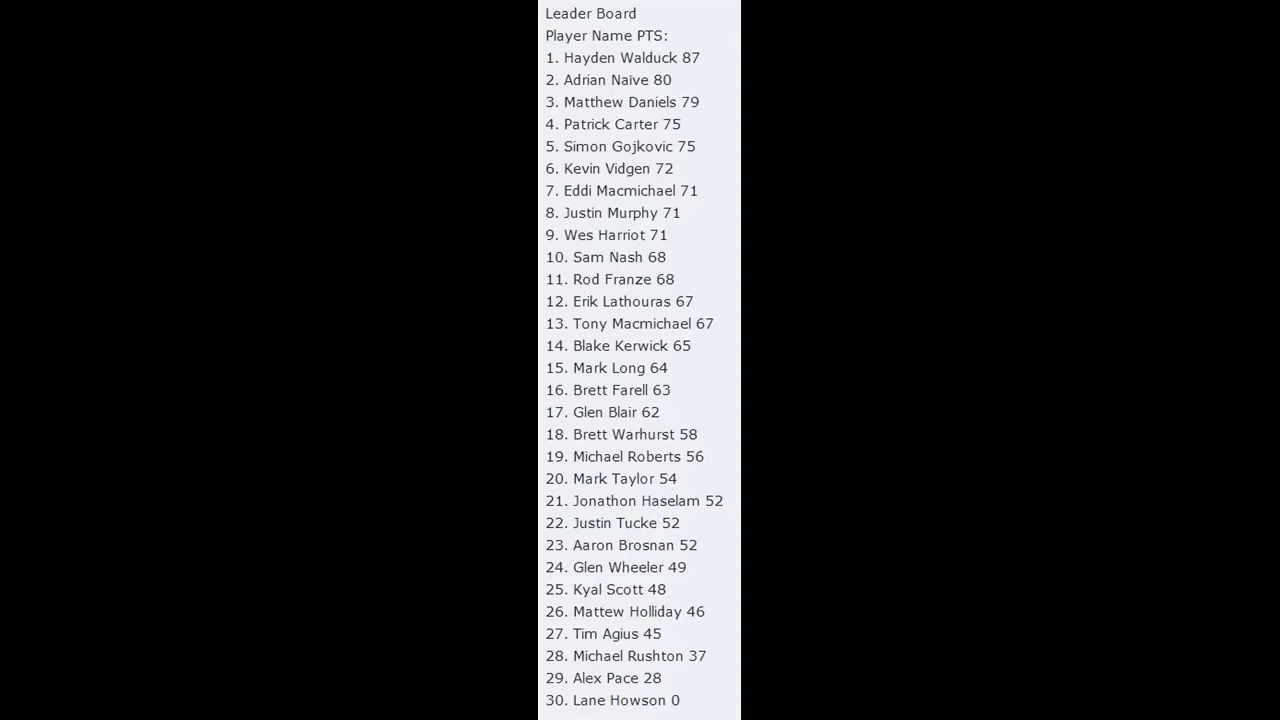 Leader Board
Player Name PTS:
1. Hayden Walduck 87
2. Adrian Naïve 80
3. Matthew Daniels 79
4. Patrick Carter 75
5. Simon Gojkovic 75
6. Kevin Vidgen 72
7. Eddi Macmichael 71
8. Justin Murphy 71
9. Wes Harriot 71
10. Sam Nash 68
11. Rod Franze 68
12. Erik Lathouras 67
13. Tony Macmichael 67
14. Blake Kerwick 65
15. Mark Long 64
16. Brett Farell 63
17. Glen Blair 62
18. Brett Warhurst 58
19. Michael Roberts 56
20. Mark Taylor 54
21. Jonathon Haselam 52
22. Justin Tucke 52
23. Aaron Brosnan 52
24. Glen Wheeler 49
25. Kyal Scott 48
26. Mattew Holliday 46
27. Tim Agius 45
28. Michael Rushton 37
29. Alex Pace 28
30. Lane Howson 0